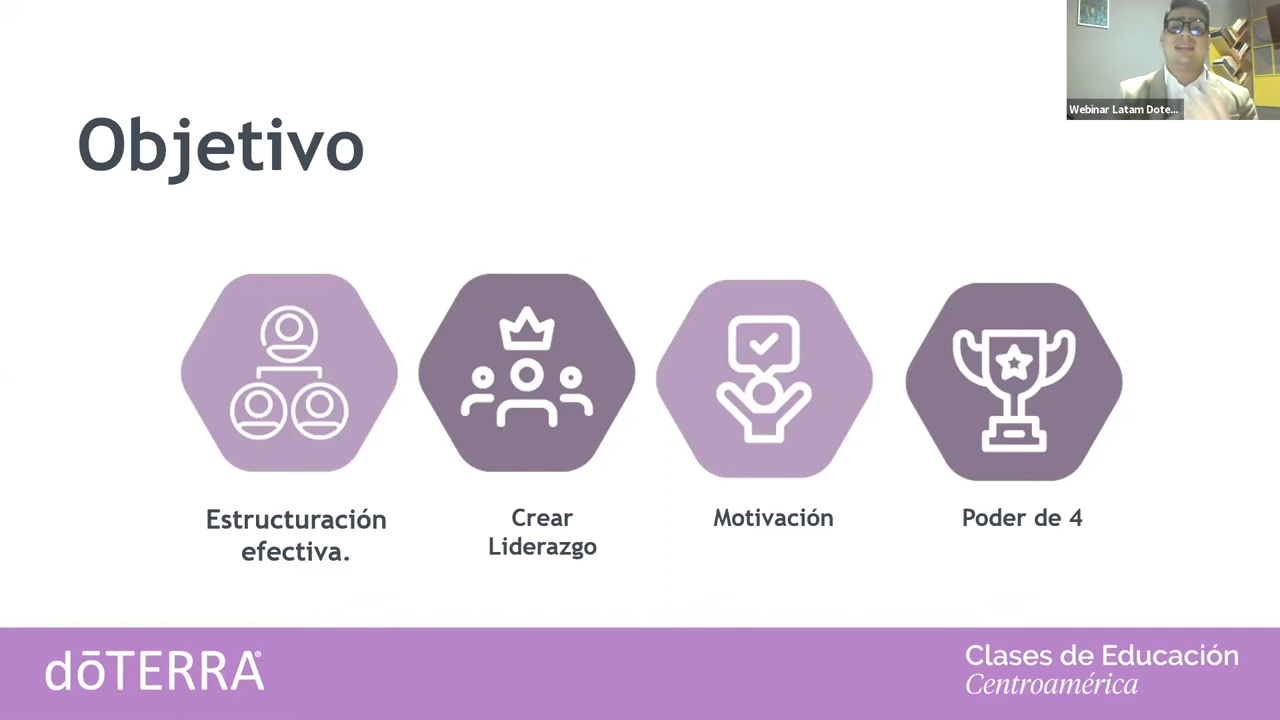 Webinar Latam Dote...
Objetivo
Estructuración
efectiva.
Crear
Liderazgo
Motivación
Poder de 4
dōTERRA®
Clases de Educación
Centroamérica